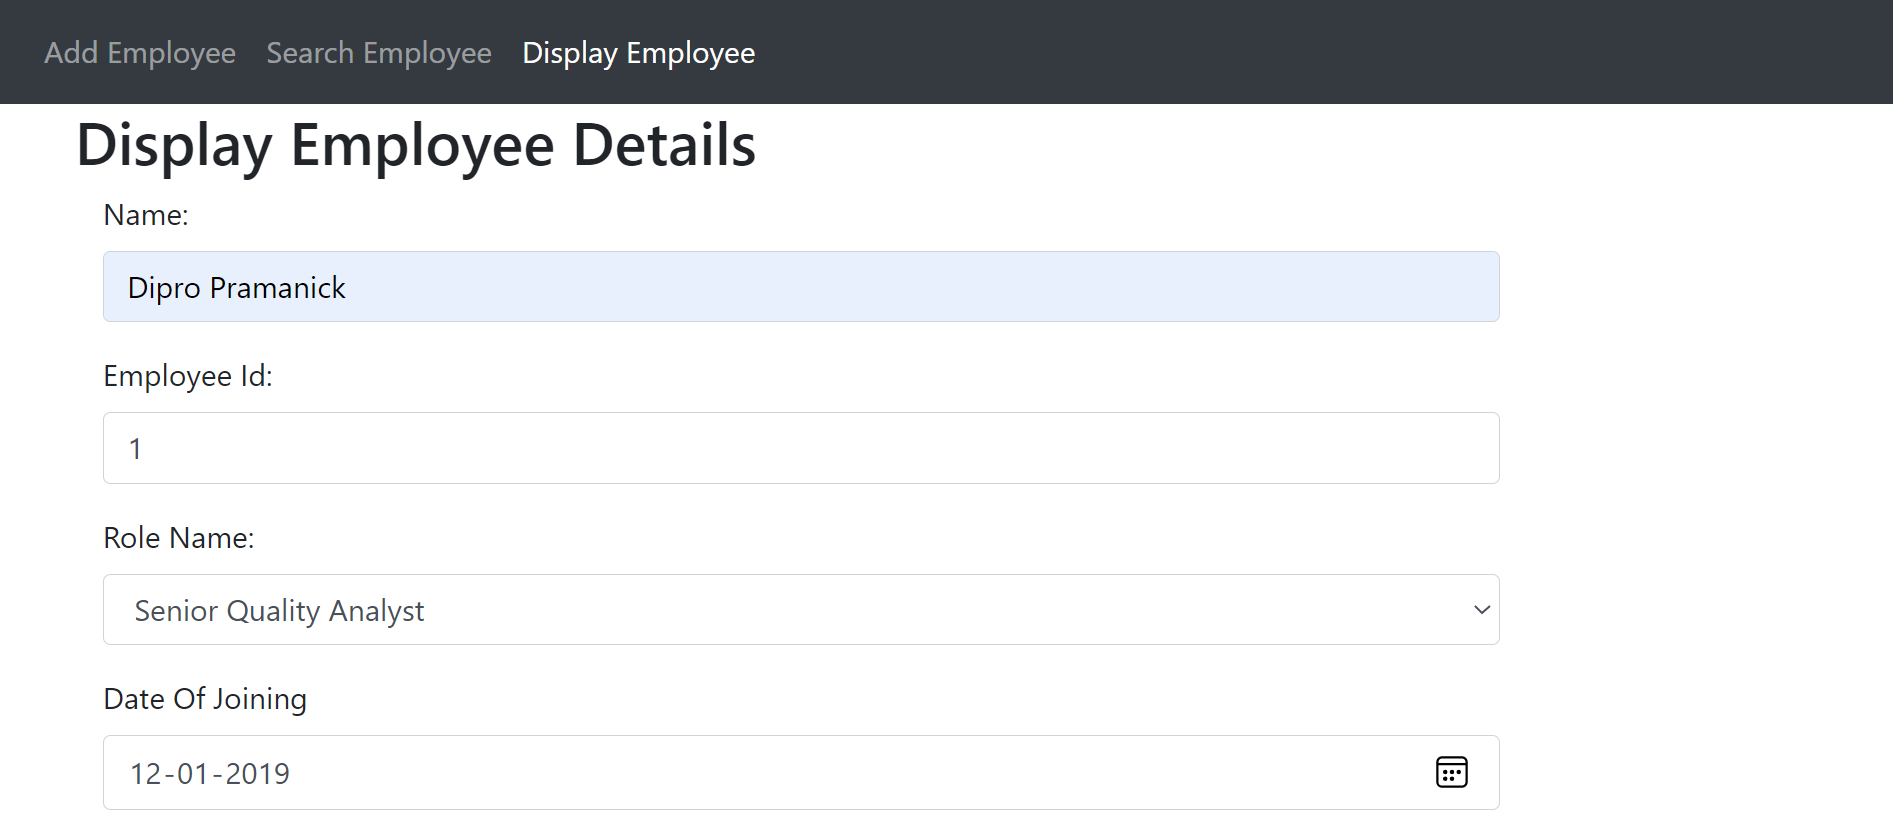 Add Employee Search Employee Display Employee
Display Employee Details
Name:
Dipro Pramanick
Employee Id:
1
Role Name:
Senior Quality Analyst
Date Of Joining
12-01-2019